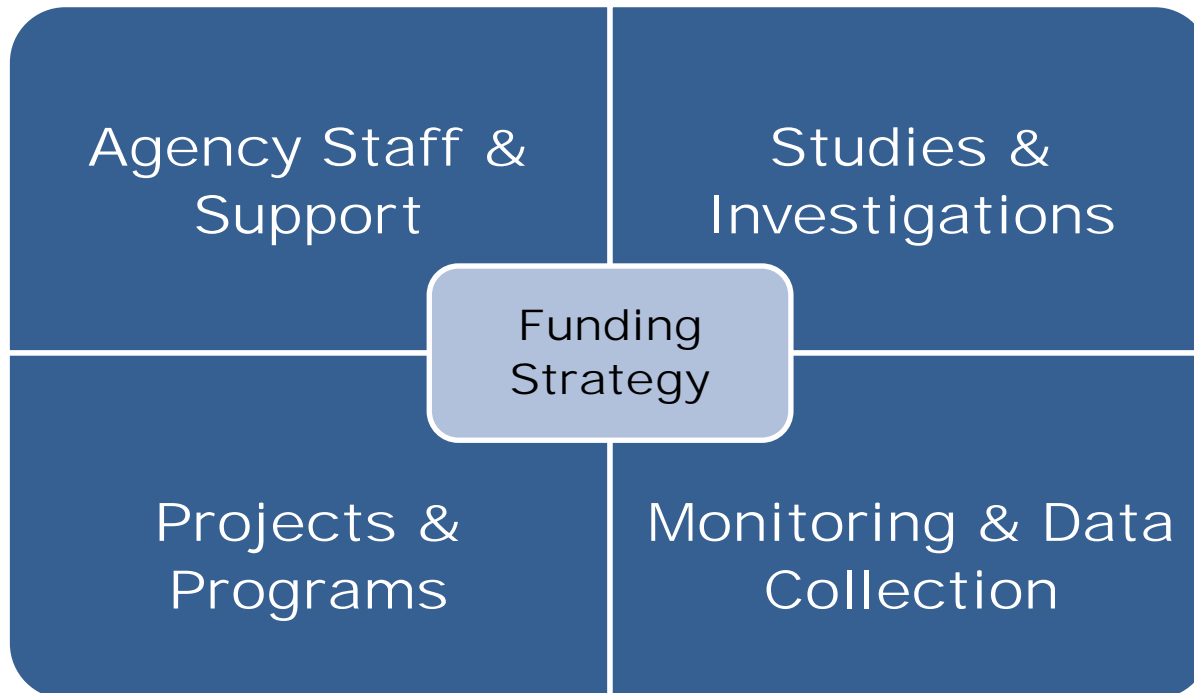 Agency Staff &
Support
Studies &
Investigations
Funding
Strategy
Projects &
Programs
Monitoring & Data
Collection